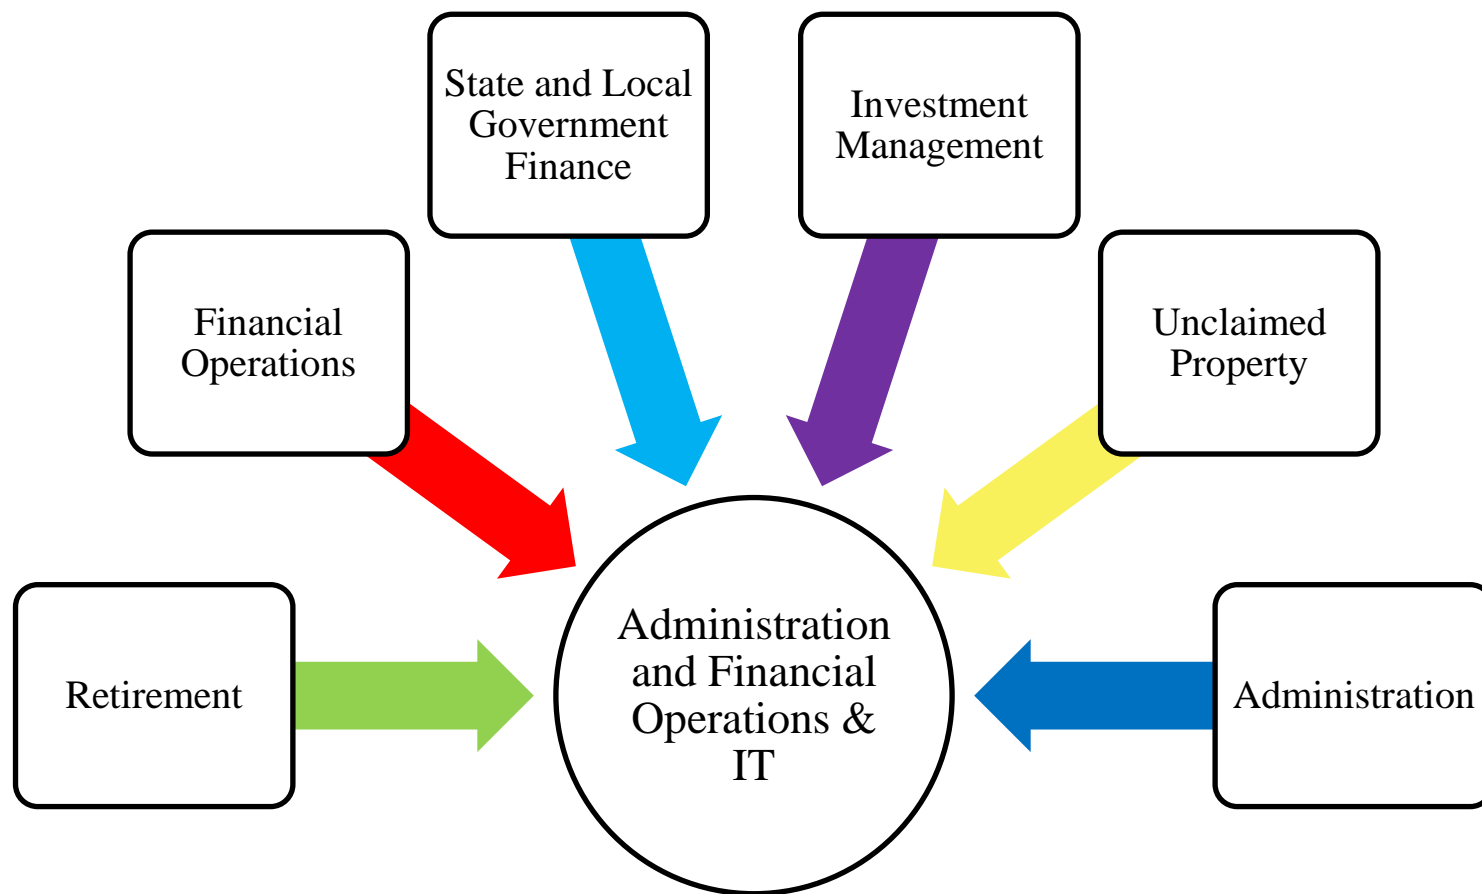 State and Local
Government
Finance
Investment
Management
Financial
Operations
Unclaimed
Property
Retirement
Administration
and Financial
Operations &
IT
Administration